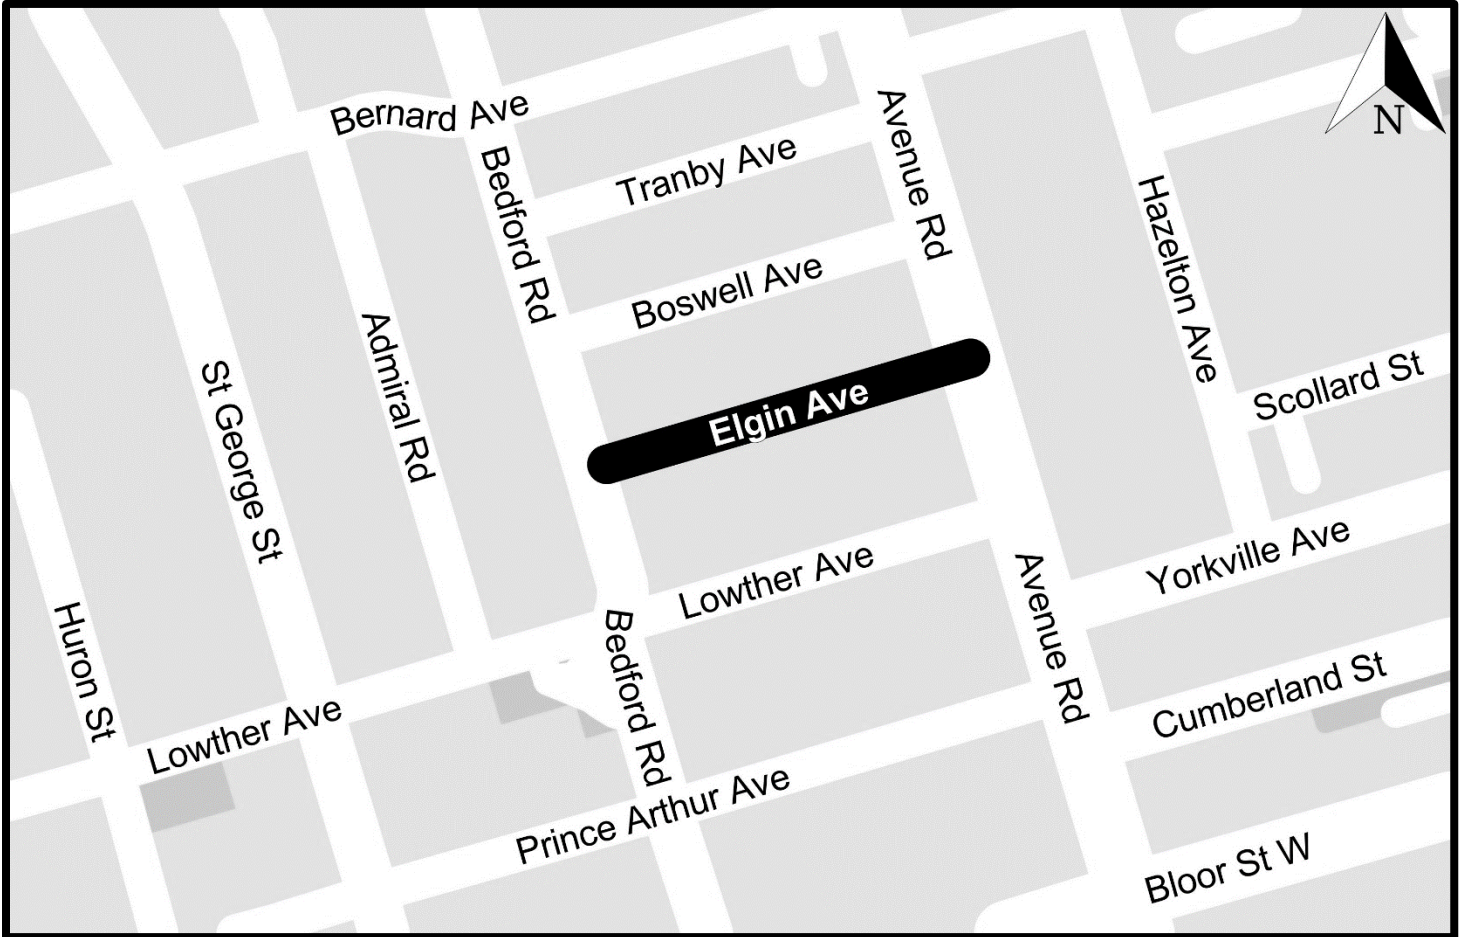 Bernard Ave
Avenue Rd
N
Tranby Ave
Bedford Rd
Hazelton Ave
Boswell Ave
Admiral Rd
Scollard St
St George St
Elgin Ave
Yorkville Ave
Lowther Ave
Avenue Rd
Huron St
Bedford Rd
Cumberland St
Lowther Ave
Prince Arthur Ave
Bloor St W